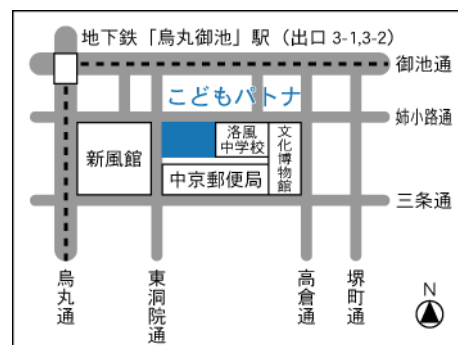 地下鉄「烏丸御池」駅（出口 3-1,3-2）
御池通
こどもパトナ
姉小路通
新風館
洛風
中学校
文化博物館
中京郵便局
三条通
烏丸通
東洞院通
高倉通
堺町通
N